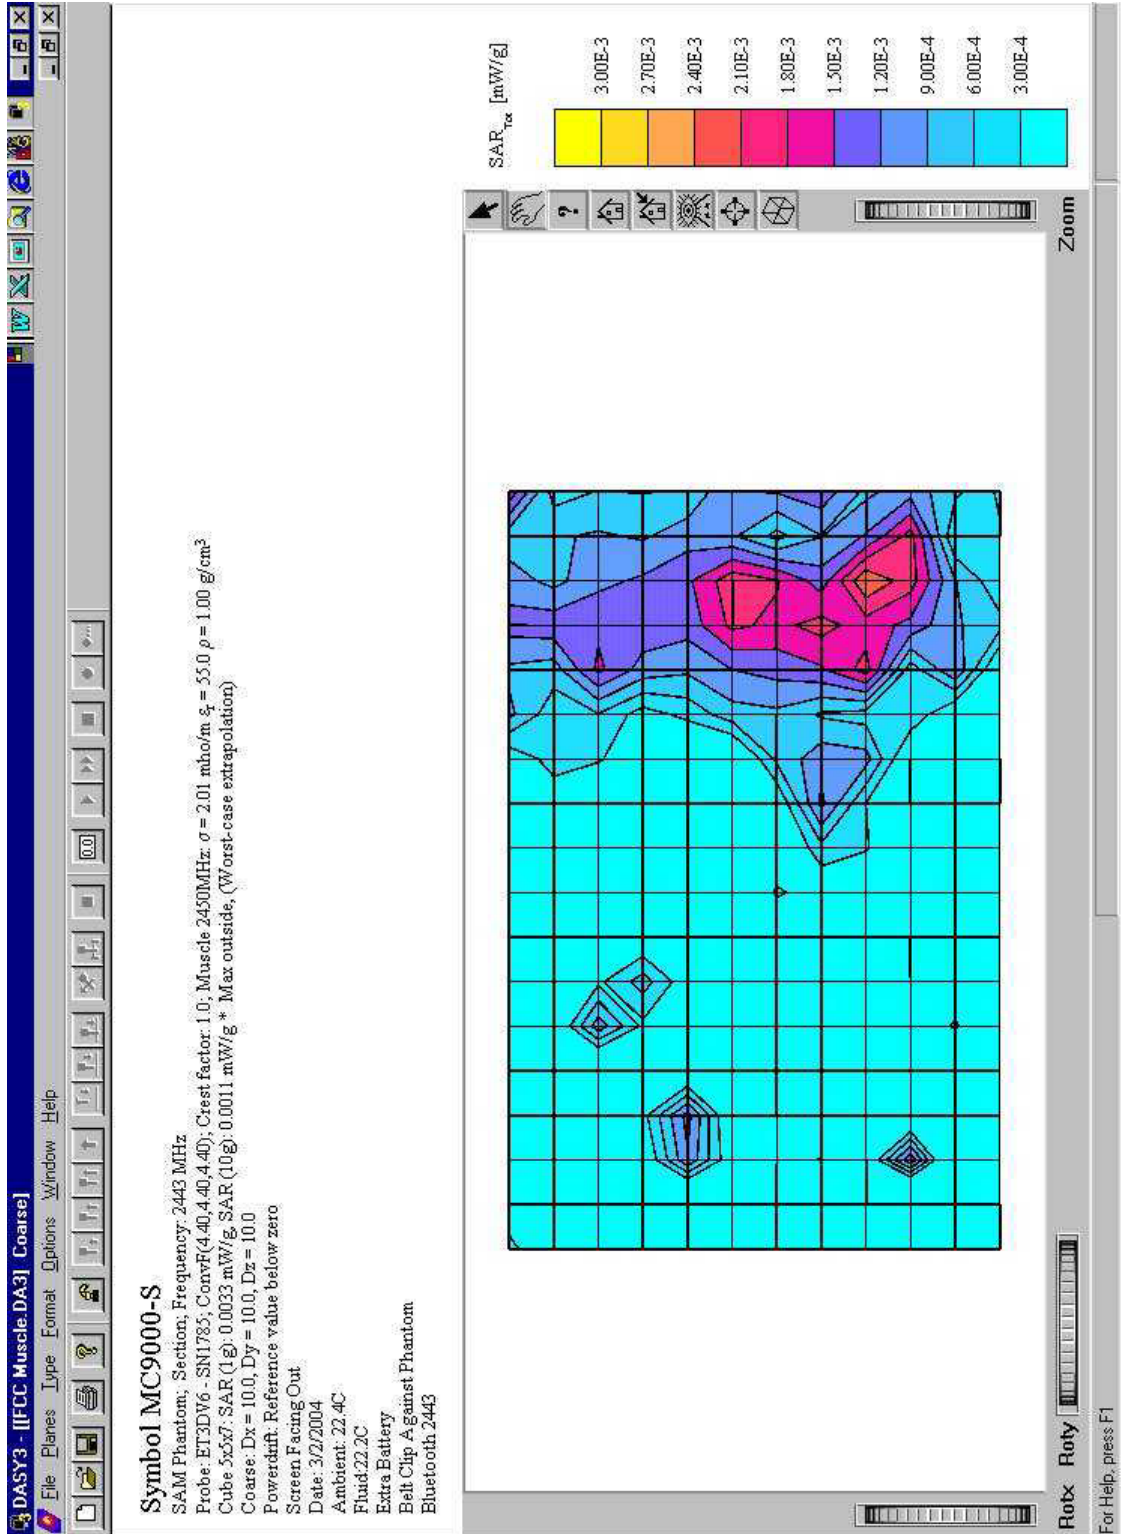 DASY3 - [[FCC Muscle.DA3] Coarse]
File Planes Type Format Options Window Help
Symbol MC9000-S
SAM Phantom; Section; Frequency: 2443 MHz
Probe: ET3DV6 - SN1785; ConvF(4.40,4.40,4.40); Crest factor: 1.0; Muscle 2450MHz: σ = 2.01 mho/m εr = 55.0 ρ = 1.00 g/cm³
Cube 5x5x7: SAR (1g): 0.0033 mW/g, SAR (10g): 0.0011 mW/g * Max outside, (Worst-case extrapolation)
Coarse: Dx = 10.0, Dy = 10.0, Dz = 10.0
Powerdrift: Reference value below zero
Screen Facing Out
Date: 3/2/2004
Ambient: 22.4C
Fluid:22.2C
Extra Battery
Belt Clip Against Phantom
Bluetooth 2443
SARTot [mW/g]
3.00E-3
2.70E-3
2.40E-3
2.10E-3
1.80E-3
1.50E-3
1.20E-3
9.00E-4
6.00E-4
3.00E-4
Rotx Roty Zoom
For Help, press F1